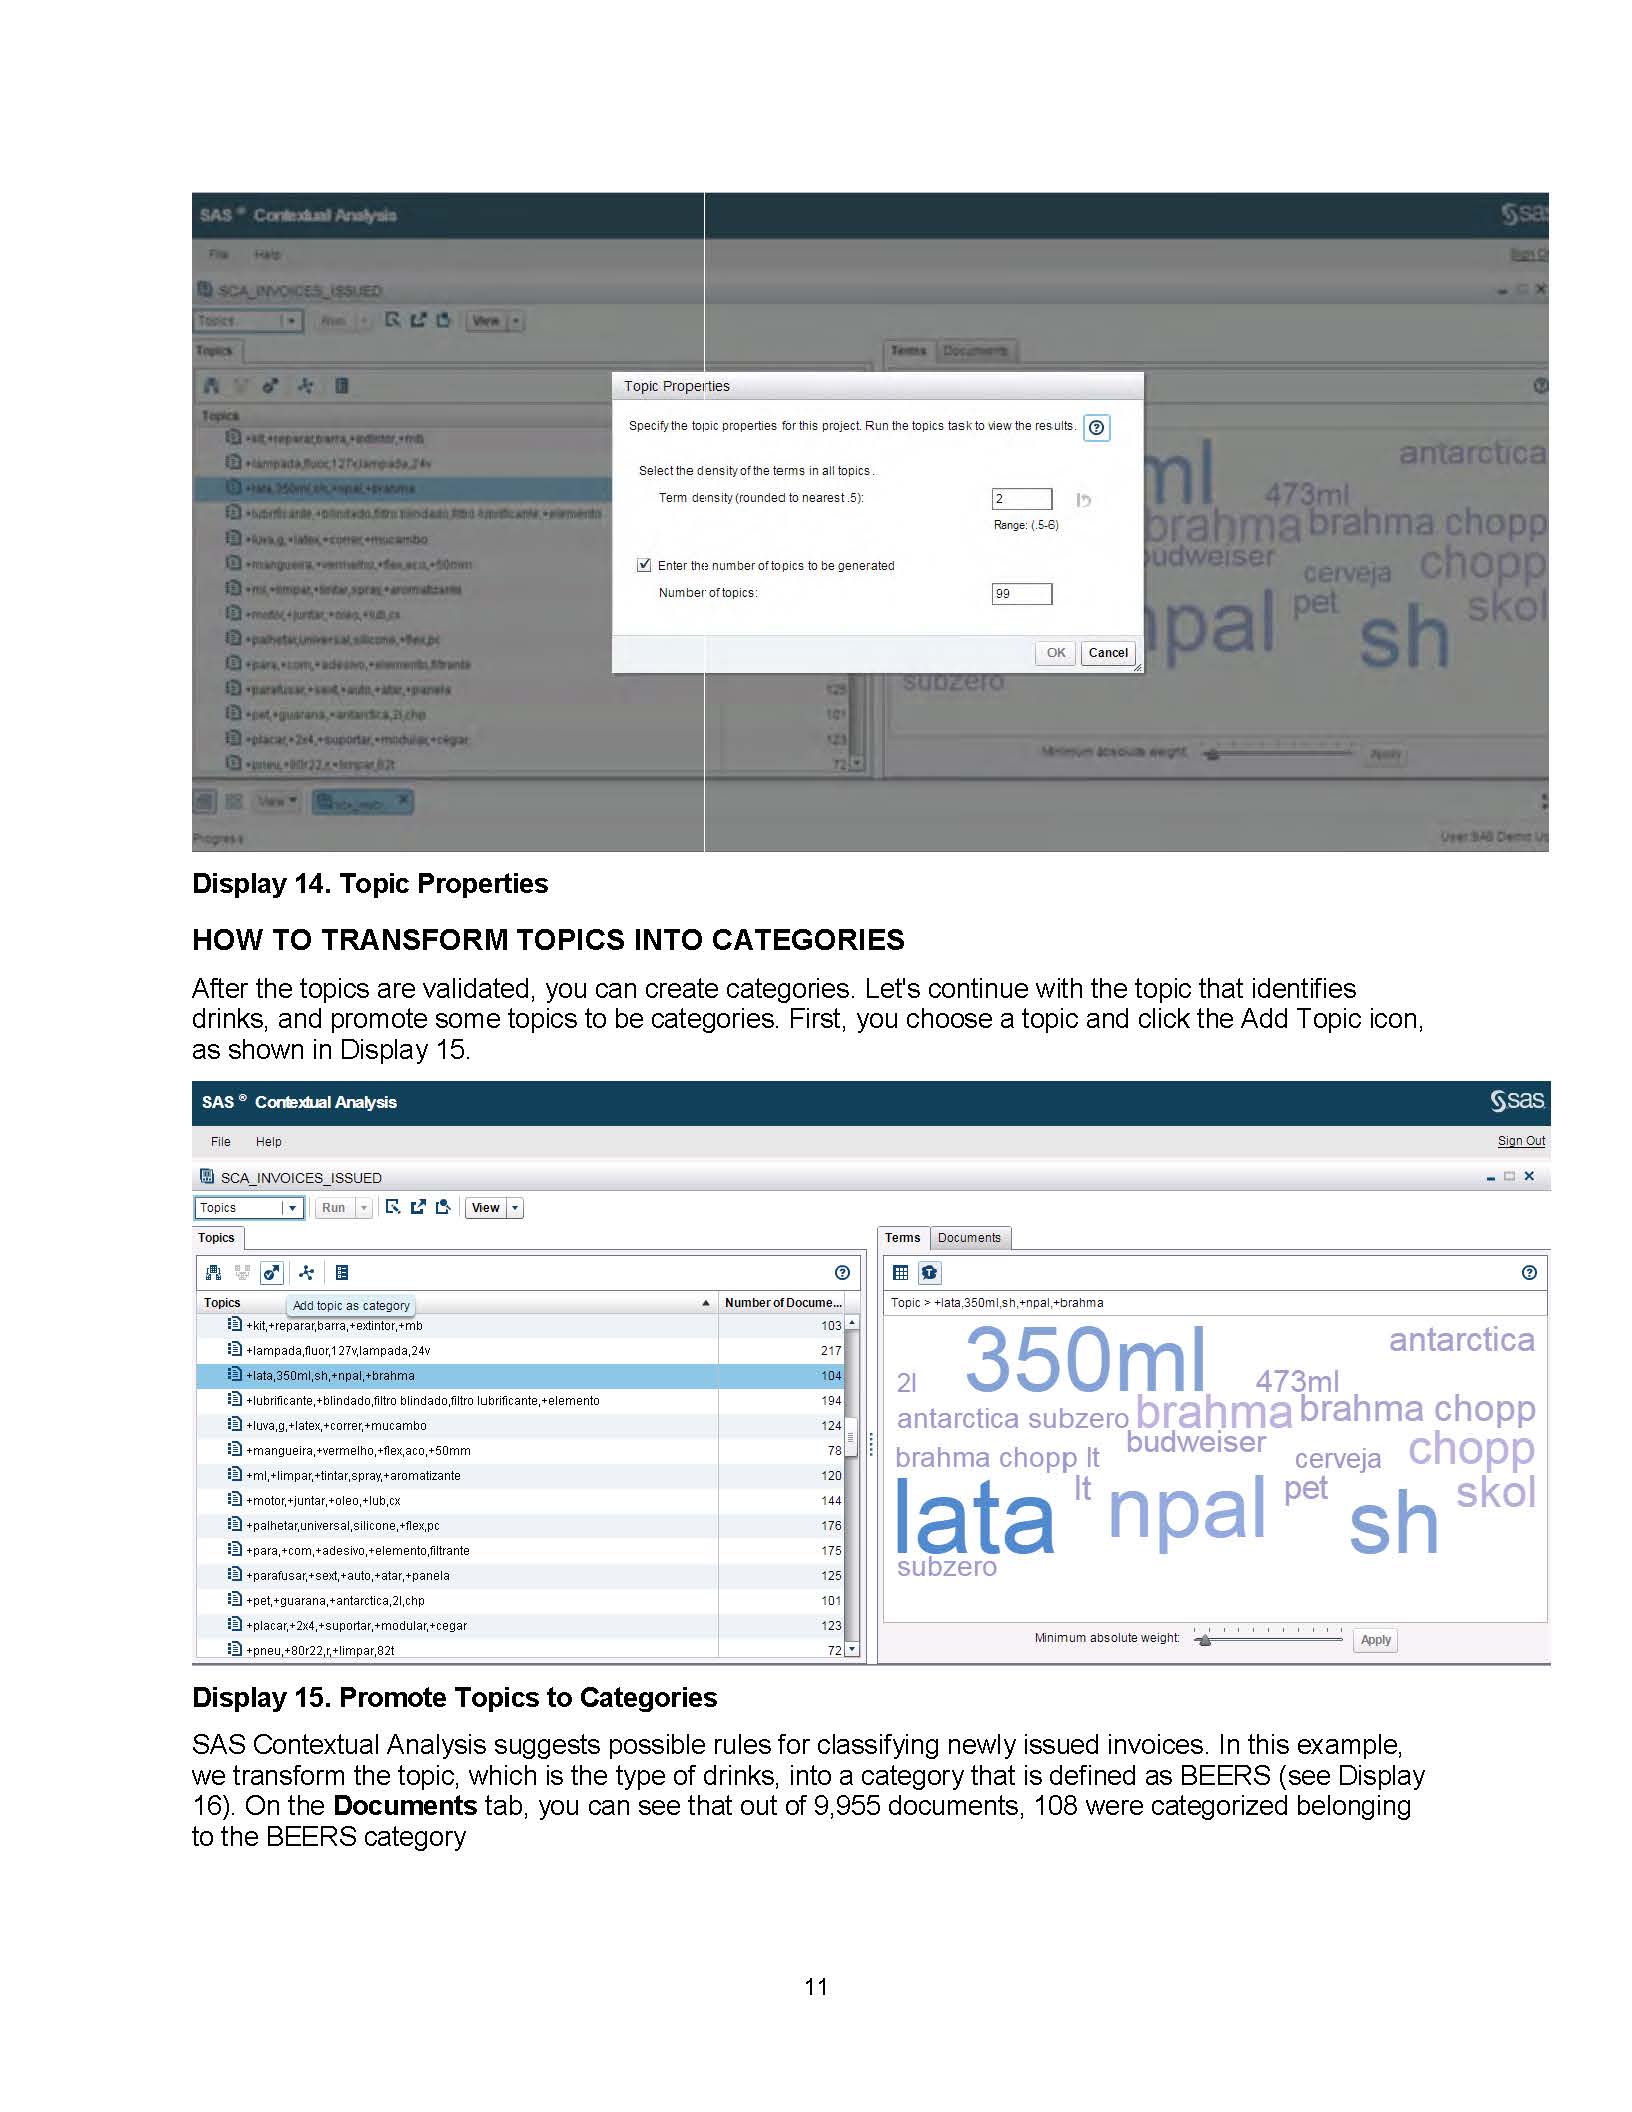 SAS ® Contextual Analysis
Ssas
File Help
Sign O
SCA_INVOICES_ISSUED
Topics Run View
Topics
Terms Documents
Topics
+kit,+reparar,barra,+extintor,+mb
+lampada,fluor,127v,lampada,24v
+lata,350ml,sh,+npal,+brahma
+lubrificante,+blindado,filtro blindado,filtro lubrificante,+elemento
+luva,g,+latex,+correr,+mucambo
+mangueira,+vermelho,+flex,aco,+50mm
+ml,+limpar,+tintar,spray,+aromatizante
+motor,+juntar,+oleo,+lub,cx
+palhetar,universal,silicone,+flex,pc
+para,+com,+adesivo,+elemento,filtrante
+parafusar,+sext,+auto,+atar,+panela 125
+pet,+guarana,+antarctica,2l,chp 101
+placar,+2x4,+suportar,+modular,+cegar 123
+pneu,+80r22,r,+limpar,82t 72
Topic Properties
Specify the topic properties for this project. Run the topics task to view the results.
Select the density of the terms in all topics.
Term density (rounded to nearest .5): 2
Range: (.5-6)
Enter the number of topics to be generated
Number of topics: 99
OK Cancel
ml antarctica
473ml
brahma brahma chopp
budweiser cerveja chopp
npal pet sh skol
subzero
Minimum absolute weight: Apply
View
Progress
User: SAS Demo Us
Display 14. Topic Properties
HOW TO TRANSFORM TOPICS INTO CATEGORIES
After the topics are validated, you can create categories. Let's continue with the topic that identifies
drinks, and promote some topics to be categories. First, you choose a topic and click the Add Topic icon,
as shown in Display 15.
SAS ® Contextual Analysis
Ssas
File Help
Sign Out
SCA_INVOICES_ISSUED
Topics Run View
Topics
Topics Number of Docume...
Add topic as category
+kit,+reparar,barra,+extintor,+mb 103
+lampada,fluor,127v,lampada,24v 217
+lata,350ml,sh,+npal,+brahma 104
+lubrificante,+blindado,filtro blindado,filtro lubrificante,+elemento 194
+luva,g,+latex,+correr,+mucambo 124
+mangueira,+vermelho,+flex,aco,+50mm 78
+ml,+limpar,+tintar,spray,+aromatizante 120
+motor,+juntar,+oleo,+lub,cx 144
+palhetar,universal,silicone,+flex,pc 176
+para,+com,+adesivo,+elemento,filtrante 175
+parafusar,+sext,+auto,+atar,+panela 125
+pet,+guarana,+antarctica,2l,chp 101
+placar,+2x4,+suportar,+modular,+cegar 123
+pneu,+80r22,r,+limpar,82t 72
Terms Documents
Topic > +lata,350ml,sh,+npal,+brahma
2l 350ml 473ml antarctica
antarctica subzero brahma brahma chopp
brahma chopp lt budweiser cerveja chopp
lata lt npal pet sh skol
subzero
Minimum absolute weight: Apply
Display 15. Promote Topics to Categories
SAS Contextual Analysis suggests possible rules for classifying newly issued invoices. In this example,
we transform the topic, which is the type of drinks, into a category that is defined as BEERS (see Display
16). On the Documents tab, you can see that out of 9,955 documents, 108 were categorized belonging
to the BEERS category
11